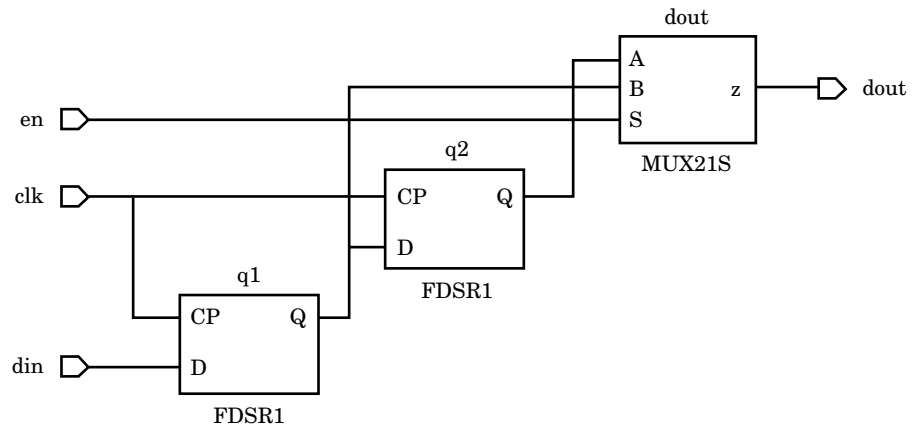 dout
A
B
z
dout
en
S
q2
MUX21S
clk
CP
Q
D
q1
FDSR1
CP
Q
din
D
FDSR1